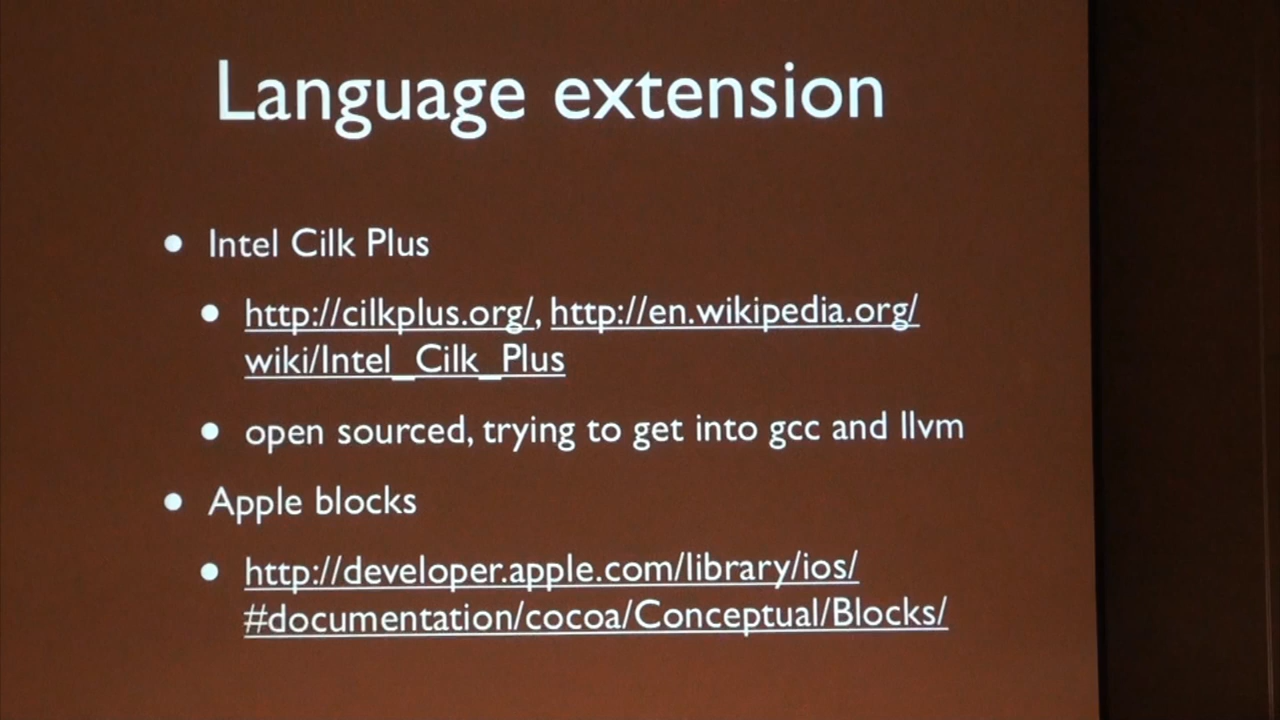 Language extension
• Intel Cilk Plus
• http://cilkplus.org/, http://en.wikipedia.org/
wiki/Intel_Cilk_Plus
• open sourced, trying to get into gcc and llvm
• Apple blocks
• http://developer.apple.com/library/ios/
#documentation/cocoa/Conceptual/Blocks/